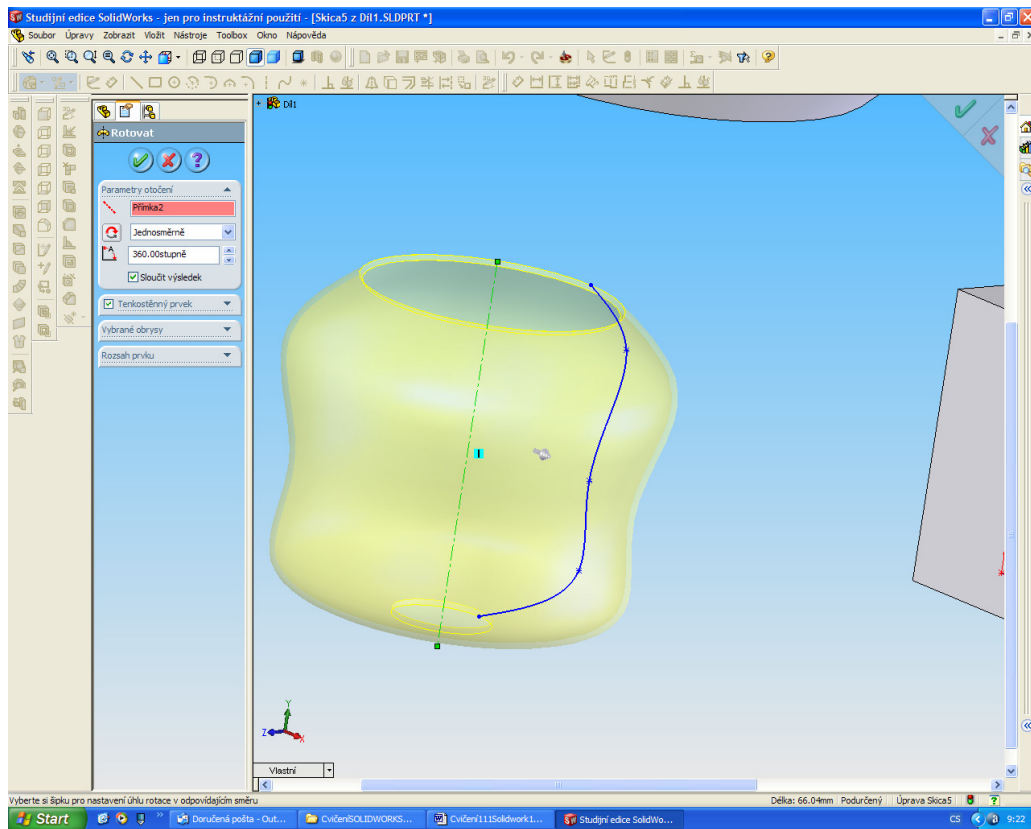 Studijní edice SolidWorks - jen pro instruktážní použití - [Skica5 z Díl1.SLDPRT *]
Soubor Úpravy Zobrazit Vložit Nástroje Toolbox Okno Nápověda
Díl1
Rotovat
Parametry otočení
Přímka2
Jednosměrně
360.00stupně
Sloučit výsledek
Tenkostěnný prvek
Vybrané obrysy
Rozsah prvku
Y
Z
X
Vlastní
Vyberte si šipku pro nastavení úhlu rotace v odpovídajícím směru
Délka: 66.04mm Podurčený Úprava Skica5
Start
Doručená pošta - Out...
CvičeníSOLIDWORKS...
Cvičení111Solidwork1...
Studijní edice SolidWo...
CS
9:22